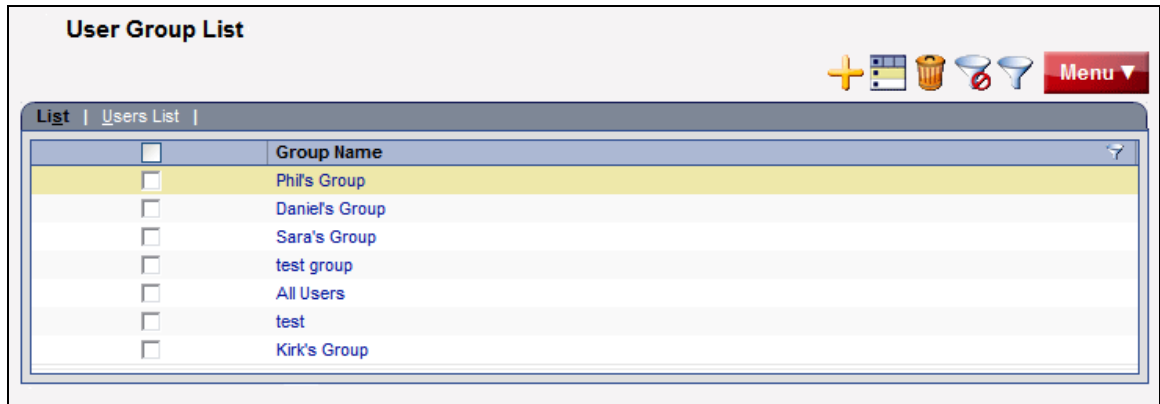 User Group List
Menu ▼
List | Users List |
Group Name
Phil's Group
Daniel's Group
Sara's Group
test group
All Users
test
Kirk's Group